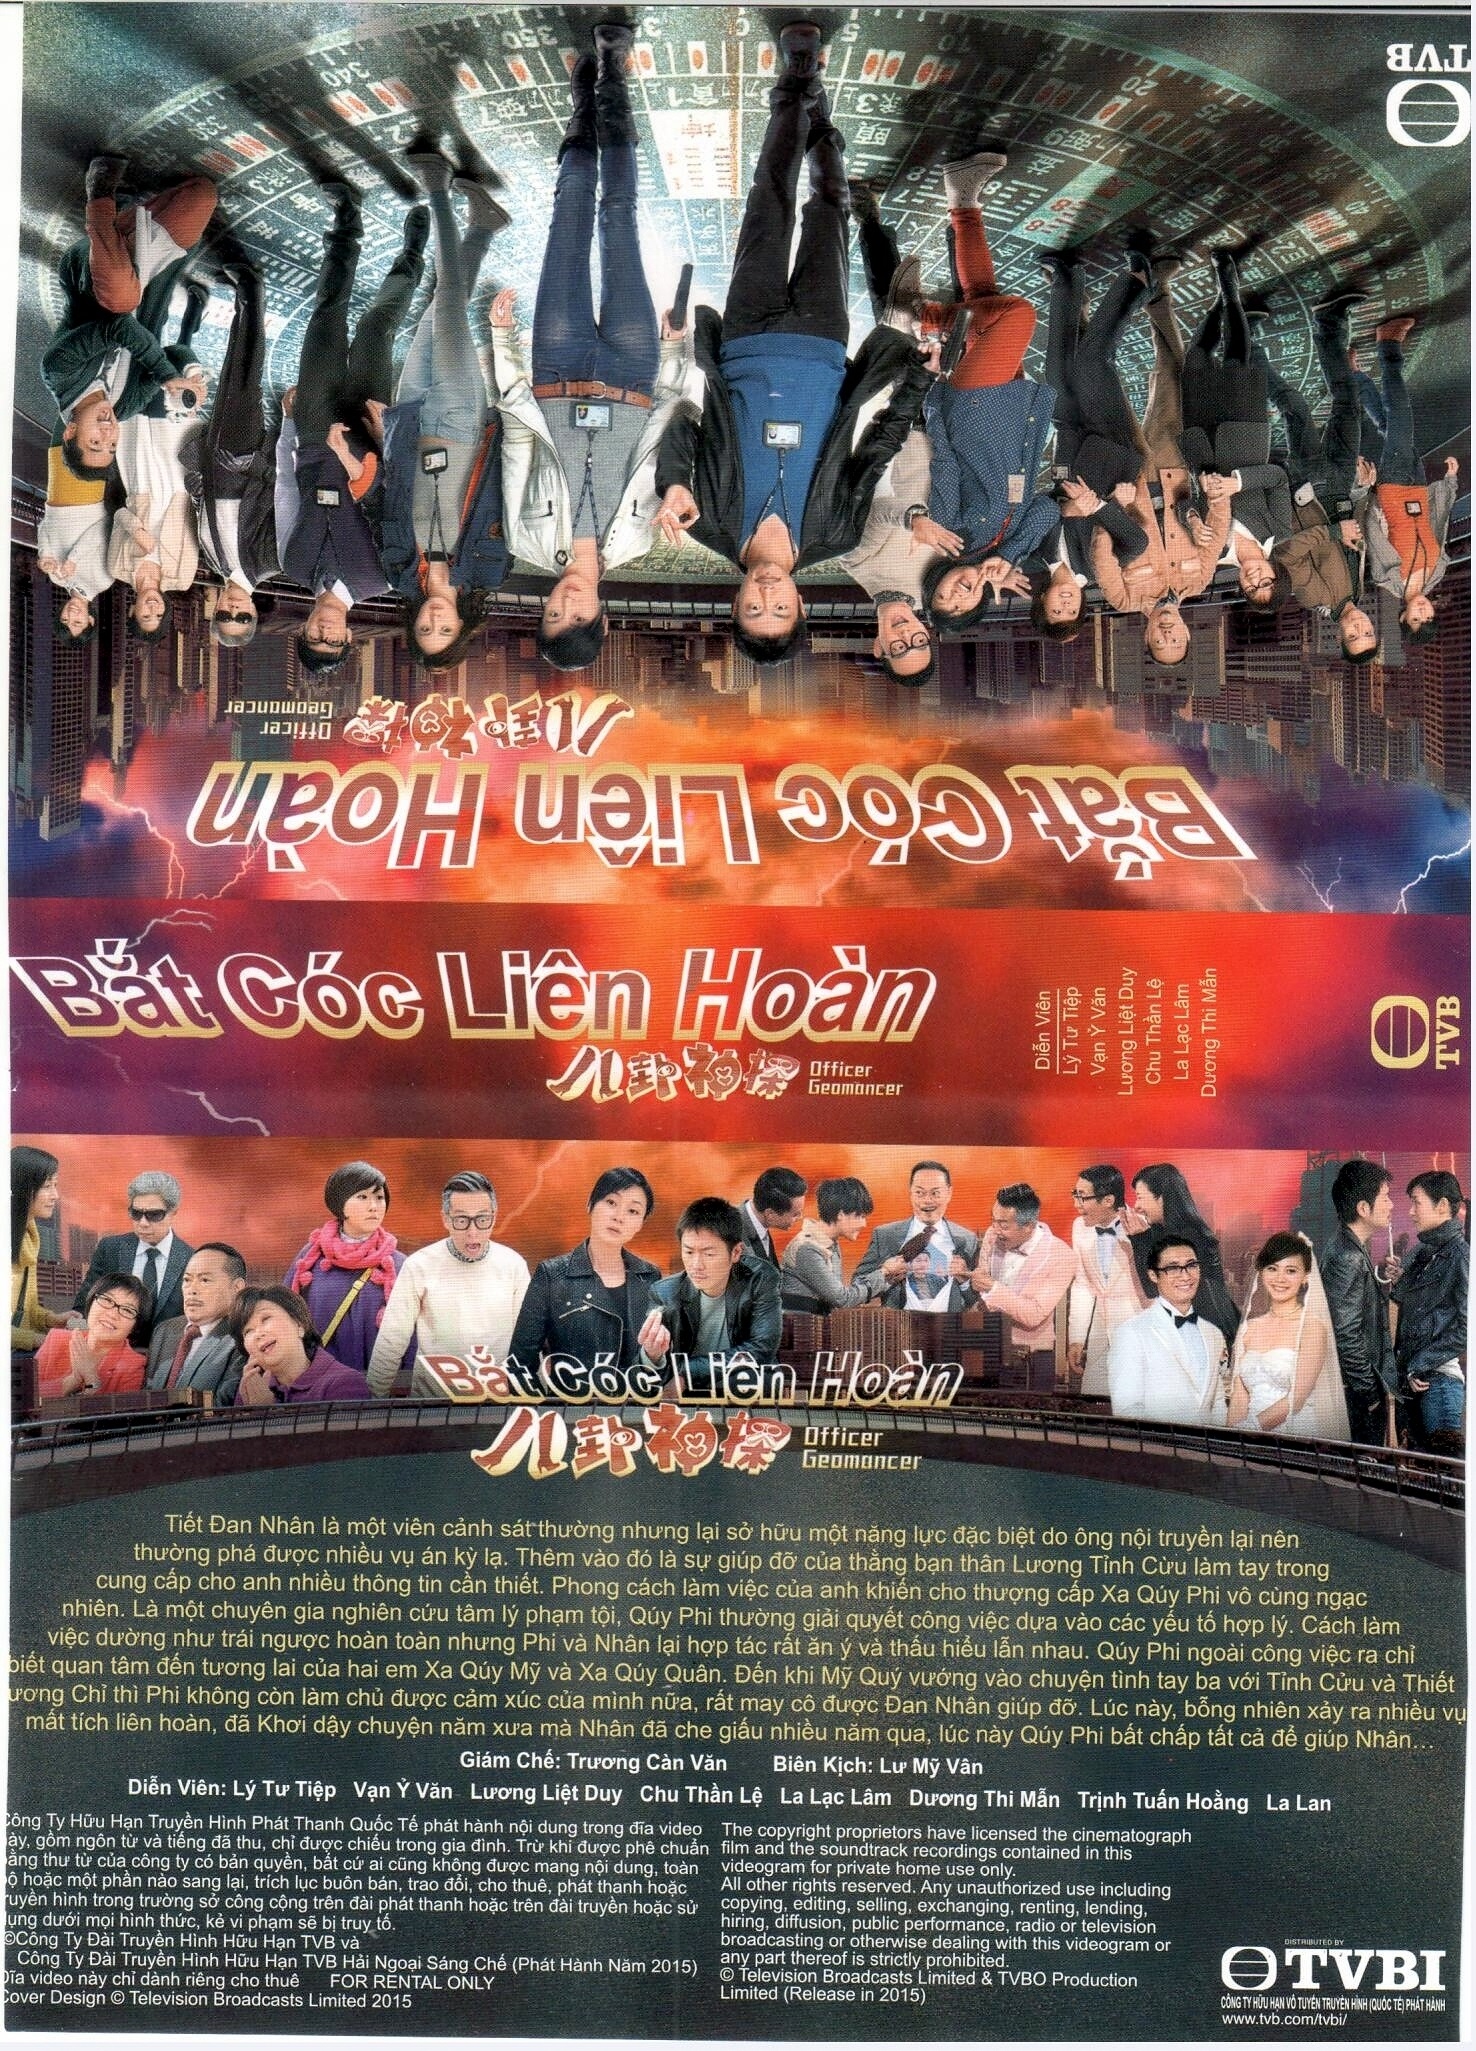 TVB
Officer
Geomancer
八卦神探
Bắt Cóc Liên Hoàn
Bắt Cóc Liên Hoàn
八卦神探
Officer
Geomancer
Diễn Viên
Lý Tư Tiệp
Vạn Ỷ Văn
Lương Liệt Duy
Chu Thần Lệ
La Lạc Lâm
Dương Thi Mẫn
TVB
Bắt Cóc Liên Hoàn
八卦神探
Officer
Geomancer
Tiết Đan Nhân là một viên cảnh sát thường nhưng lại sở hữu một năng lực đặc biệt do ông nội truyền lại nên
thường phá được nhiều vụ án kỳ lạ. Thêm vào đó là sự giúp đỡ của thằng bạn thân Lương Tỉnh Cừu làm tay trong
cung cấp cho anh nhiều thông tin cần thiết. Phong cách làm việc của anh khiến cho thượng cấp Xa Qúy Phi vô cùng ngạc
nhiên. Là một chuyên gia nghiên cứu tâm lý phạm tội, Qúy Phi thường giải quyết công việc dựa vào các yếu tố hợp lý. Cách làm
việc dường như trái ngược hoàn toàn nhưng Phi và Nhân lại hợp tác rất ăn ý và thấu hiểu lẫn nhau. Qúy Phi ngoài công việc ra chỉ
biết quan tâm đến tương lai của hai em Xa Qúy Mỹ và Xa Qúy Quân. Đến khi Mỹ Quý vướng vào chuyện tình tay ba với Tỉnh Cửu và Thiết
ương Chỉ thì Phi không còn làm chủ được cảm xúc của mình nữa, rất may cô được Đan Nhân giúp đỡ. Lúc này, bỗng nhiên xảy ra nhiều vụ
mất tích liên hoàn, đã Khơi dậy chuyện năm xưa mà Nhân đã che giấu nhiều năm qua, lúc này Qúy Phi bất chấp tất cả để giúp Nhân...
Giám Chế: Trương Càn Văn Biên Kịch: Lư Mỹ Vân
Diễn Viên: Lý Tư Tiệp Vạn Ỷ Văn Lương Liệt Duy Chu Thần Lệ La Lạc Lâm Dương Thi Mẫn Trịnh Tuấn Hoằng La Lan
Công Ty Hữu Hạn Truyền Hình Phát Thanh Quốc Tế phát hành nội dung trong đĩa video
này, gồm ngôn từ và tiếng đã thu, chỉ được chiếu trong gia đình. Trừ khi được phê chuẩn
bằng thư từ của công ty có bản quyền, bất cứ ai cũng không được mang nội dung, toàn
bộ hoặc một phần nào sang lại, trích lục buôn bán, trao đổi, cho thuê, phát thanh hoặc
truyền hình trong trường sở công cộng trên đài phát thanh hoặc trên đài truyền hoặc sử
dụng dưới mọi hình thức, kẻ vi phạm sẽ bị truy tố.
©Công Ty Đài Truyền Hình Hữu Hạn TVB và
Công Ty Đài Truyền Hình Hữu Hạn TVB Hải Ngoại Sáng Chế (Phát Hành Năm 2015)
Đĩa video này chỉ dành riêng cho thuê FOR RENTAL ONLY
Cover Design © Television Broadcasts Limited 2015
The copyright proprietors have licensed the cinematograph
film and the soundtrack recordings contained in this
videogram for private home use only.
All other rights reserved. Any unauthorized use including
copying, editing, selling, exchanging, renting, lending,
hiring, diffusion, public performance, radio or television
broadcasting or otherwise dealing with this videogram or
any part thereof is strictly prohibited.
© Television Broadcasts Limited & TVBO Production
Limited (Release in 2015)
DISTRIBUTED BY
TVBI
CÔNG TY HỮU HẠN VÔ TUYẾN TRUYỀN HÌNH (QUỐC TẾ) PHÁT HÀNH
www.tvb.com/tvbi/